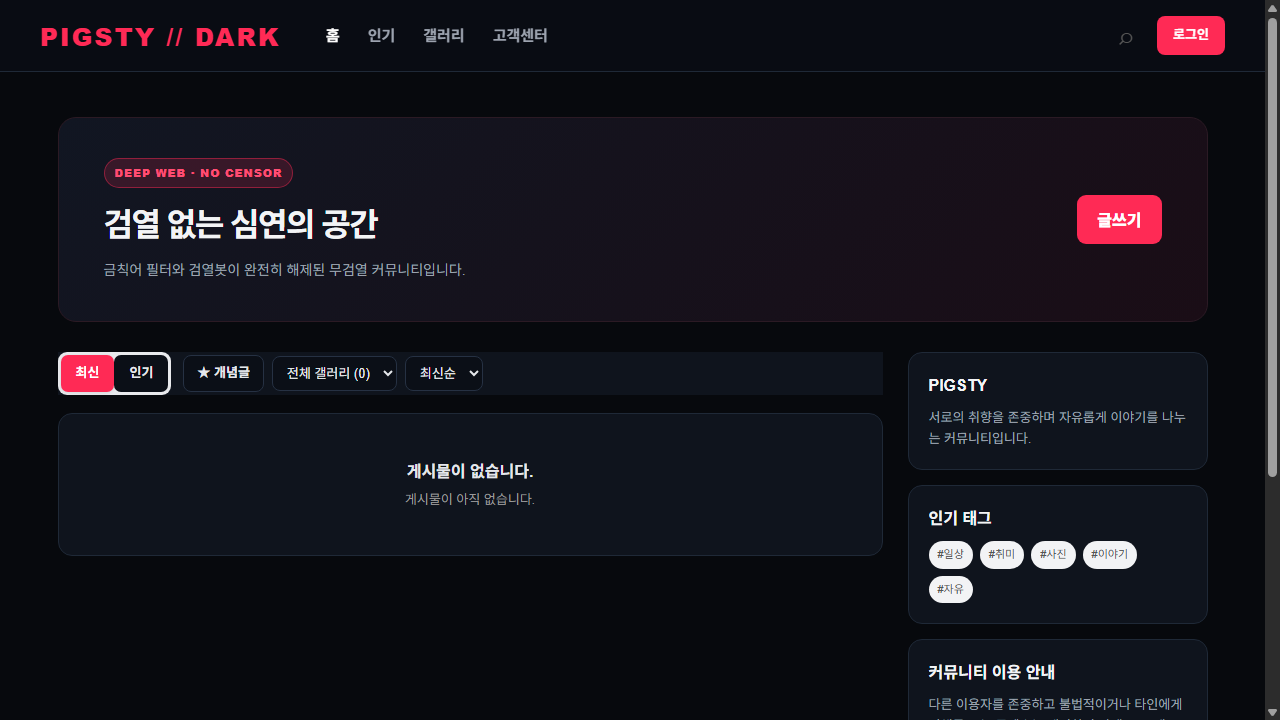 PIGSTY // DARK
홈
인기
갤러리
고객센터
로그인
DEEP WEB · NO CENSOR
검열 없는 심연의 공간
금칙어 필터와 검열봇이 완전히 해제된 무검열 커뮤니티입니다.
글쓰기
최신
인기
★ 개념글
전체 갤러리 (0)
최신순
게시물이 없습니다.
게시물이 아직 없습니다.
PIGSTY
서로의 취향을 존중하며 자유롭게 이야기를 나누
는 커뮤니티입니다.
인기 태그
#일상
#취미
#사진
#이야기
#자유
커뮤니티 이용 안내
다른 이용자를 존중하고 불법적이거나 타인에게